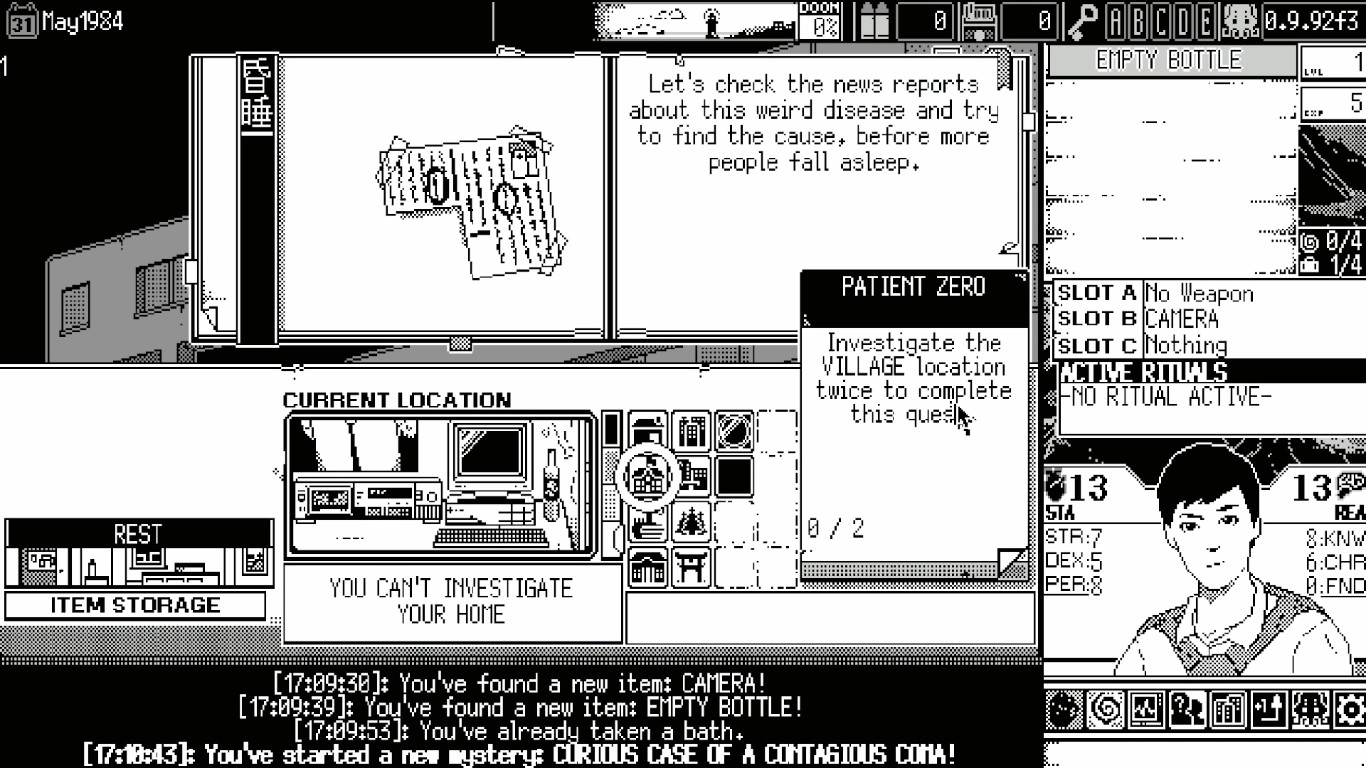 31
May1984
DOOM
0%
0
0
A B C D E
0.9.92f3
1
昏睡
Let's check the news reports
about this weird disease and try
to find the cause, before more
people fall asleep.
PATIENT ZERO
Investigate the
VILLAGE location
twice to complete
this ques
0 / 2
EMPTY BOTTLE
LVL 1
EXP 5
0/4
1/4
SLOT A No Weapon
SLOT B CAMERA
SLOT C Nothing
ACTIVE RITUALS
-NO RITUAL ACTIVE-
CURRENT LOCATION
YOU CAN'T INVESTIGATE
YOUR HOME
REST
ITEM STORAGE
13
STA
13
REA
STR:7
DEX:5
PER:8
8:KNW
6:CHR
0:FND
[17:09:30]: You've found a new item: CAMERA!
[17:09:39]: You've found a new item: EMPTY BOTTLE!
[17:09:53]: You've already taken a bath.
[17:10:43]: You've started a new mystery: CURIOUS CASE OF A CONTAGIOUS COMA!